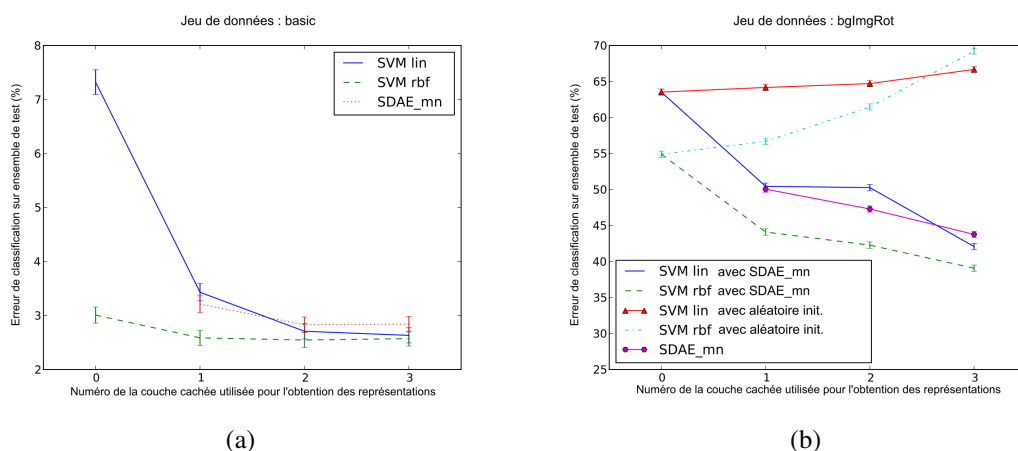 Jeu de données : basic
Erreur de classification sur ensemble de test (%)
8
7
6
5
4
3
2
SVM lin
SVM rbf
SDAE_mn
0
1
2
3
Numéro de la couche cachée utilisée pour l'obtention des représentations
(a)
Jeu de données : bgImgRot
Erreur de classification sur ensemble de test (%)
70
65
60
55
50
45
40
35
30
25
SVM lin avec SDAE_mn
SVM rbf avec SDAE_mn
SVM lin avec aléatoire init.
SVM rbf avec aléatoire init.
SDAE_mn
0
1
2
3
Numéro de la couche cachée utilisée pour l'obtention des représentations
(b)